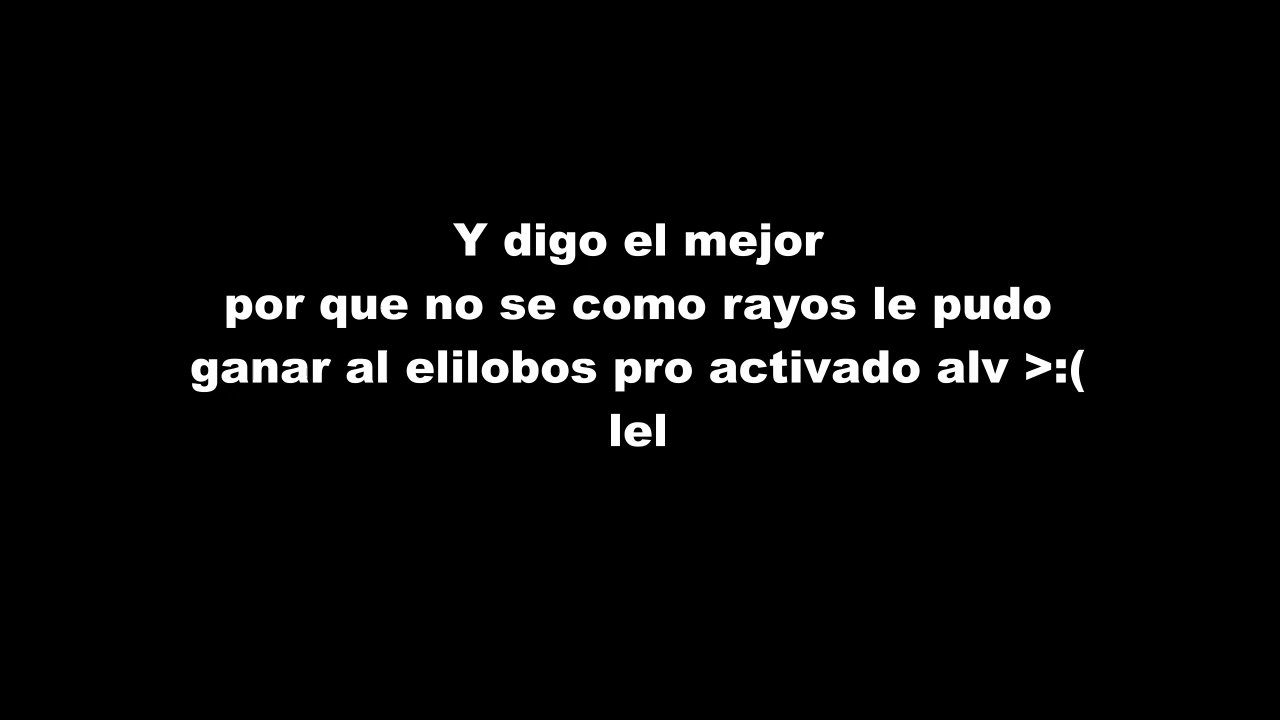 Y digo el mejor
por que no se como rayos le pudo
ganar al elilobos pro activado alv >:(
lel